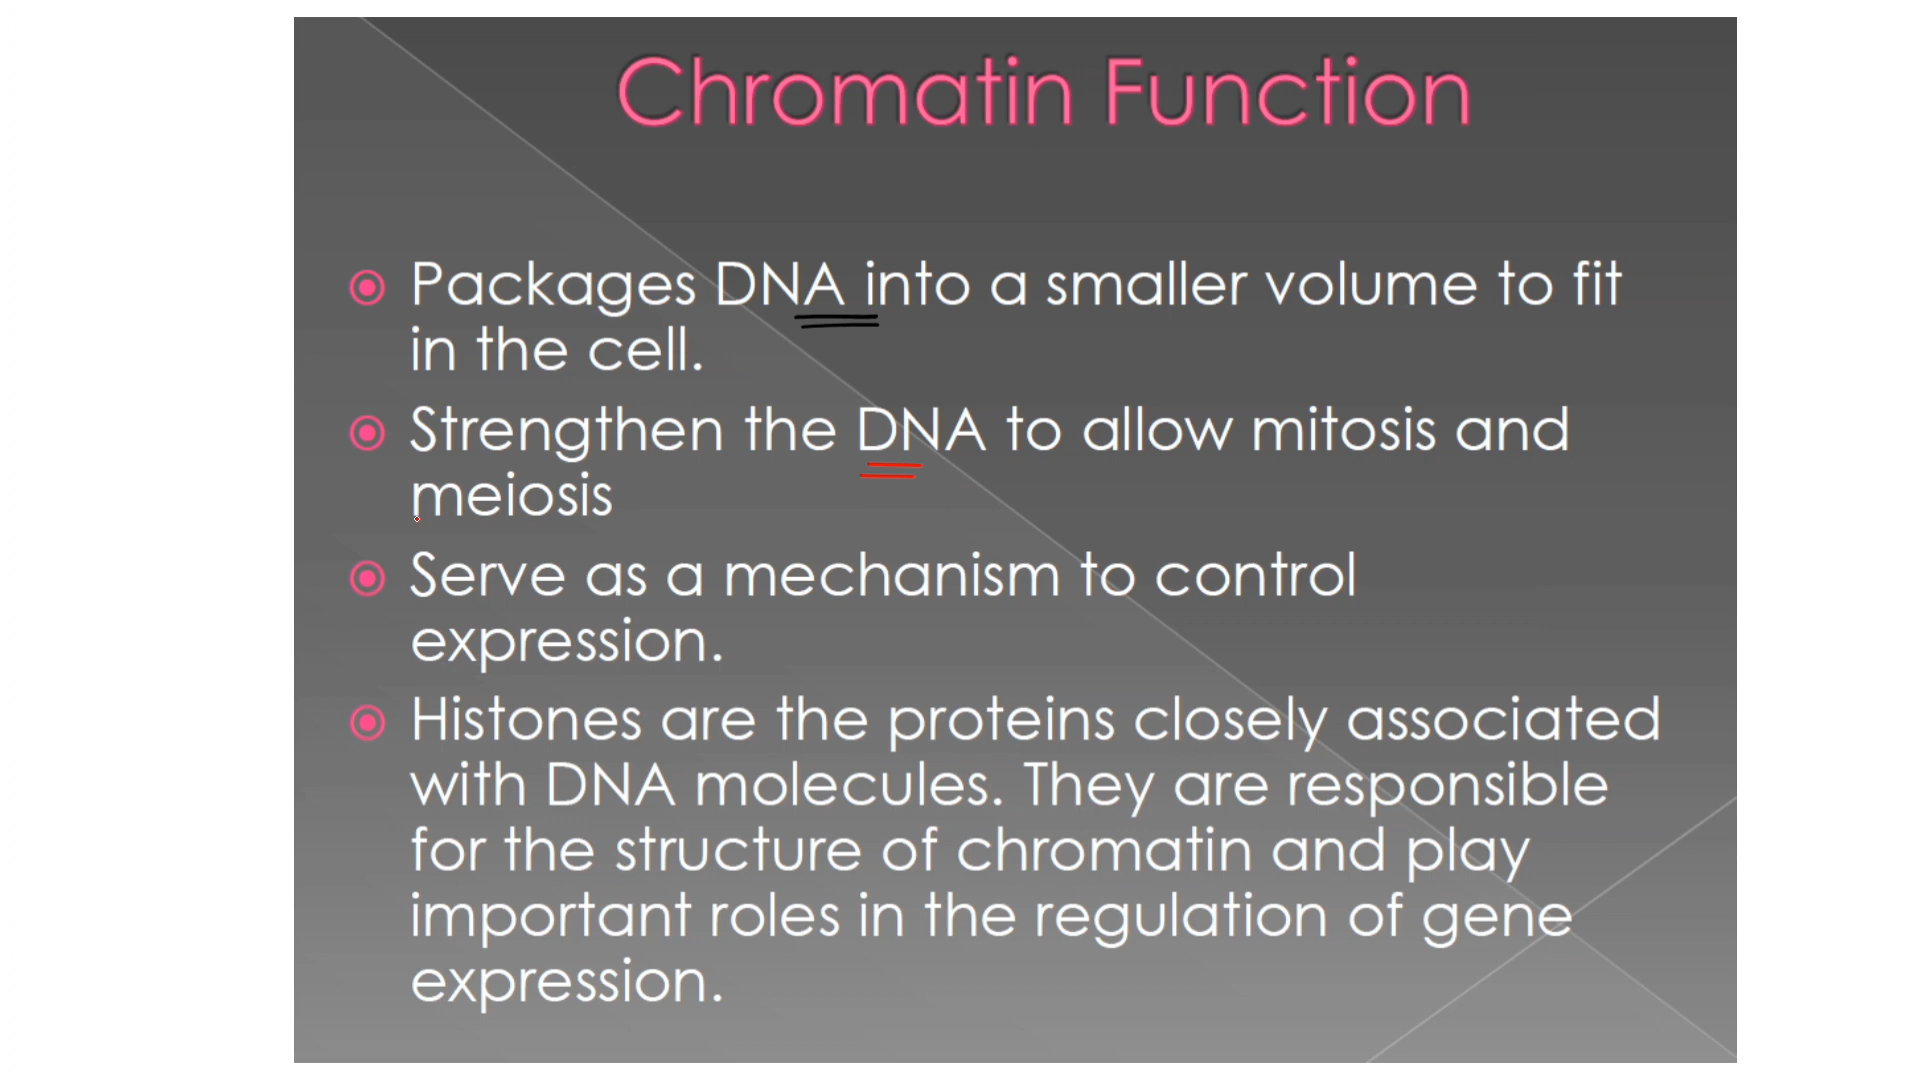 Chromatin Function
Packages DNA into a smaller volume to fit
in the cell.
Strengthen the DNA to allow mitosis and
meiosis
Serve as a mechanism to control
expression.
Histones are the proteins closely associated
with DNA molecules. They are responsible
for the structure of chromatin and play
important roles in the regulation of gene
expression.